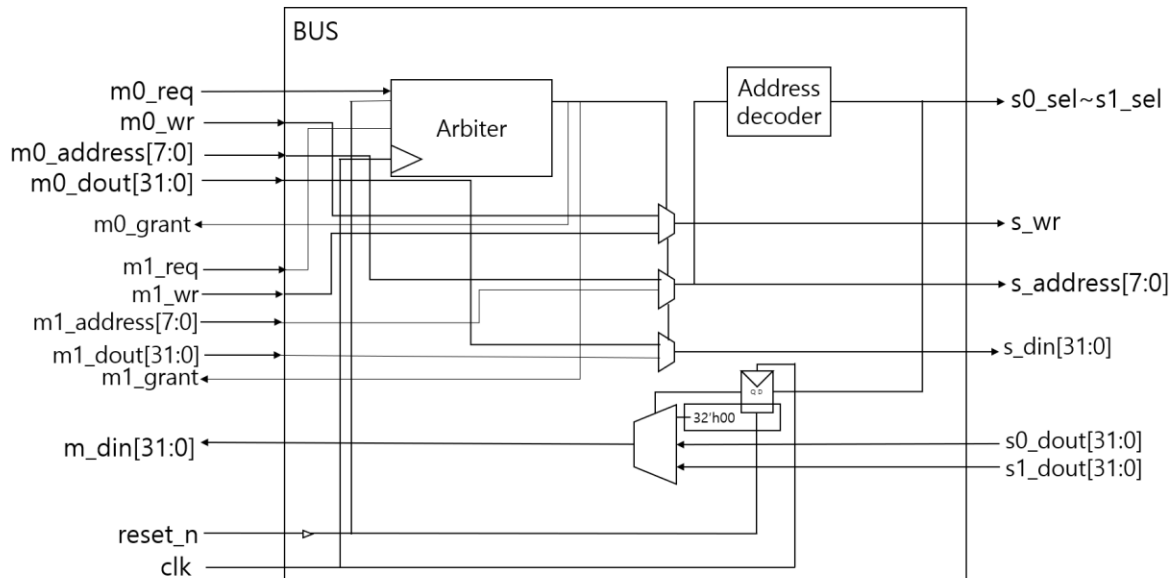 BUS
m0_req
m0_wr
m0_address[7:0]
m0_dout[31:0]
m0_grant
m1_req
m1_wr
m1_address[7:0]
m1_dout[31:0]
m1_grant
m_din[31:0]
reset_n
clk
Arbiter
Address
decoder
Q D
32'h00
s0_sel~s1_sel
s_wr
s_address[7:0]
s_din[31:0]
s0_dout[31:0]
s1_dout[31:0]